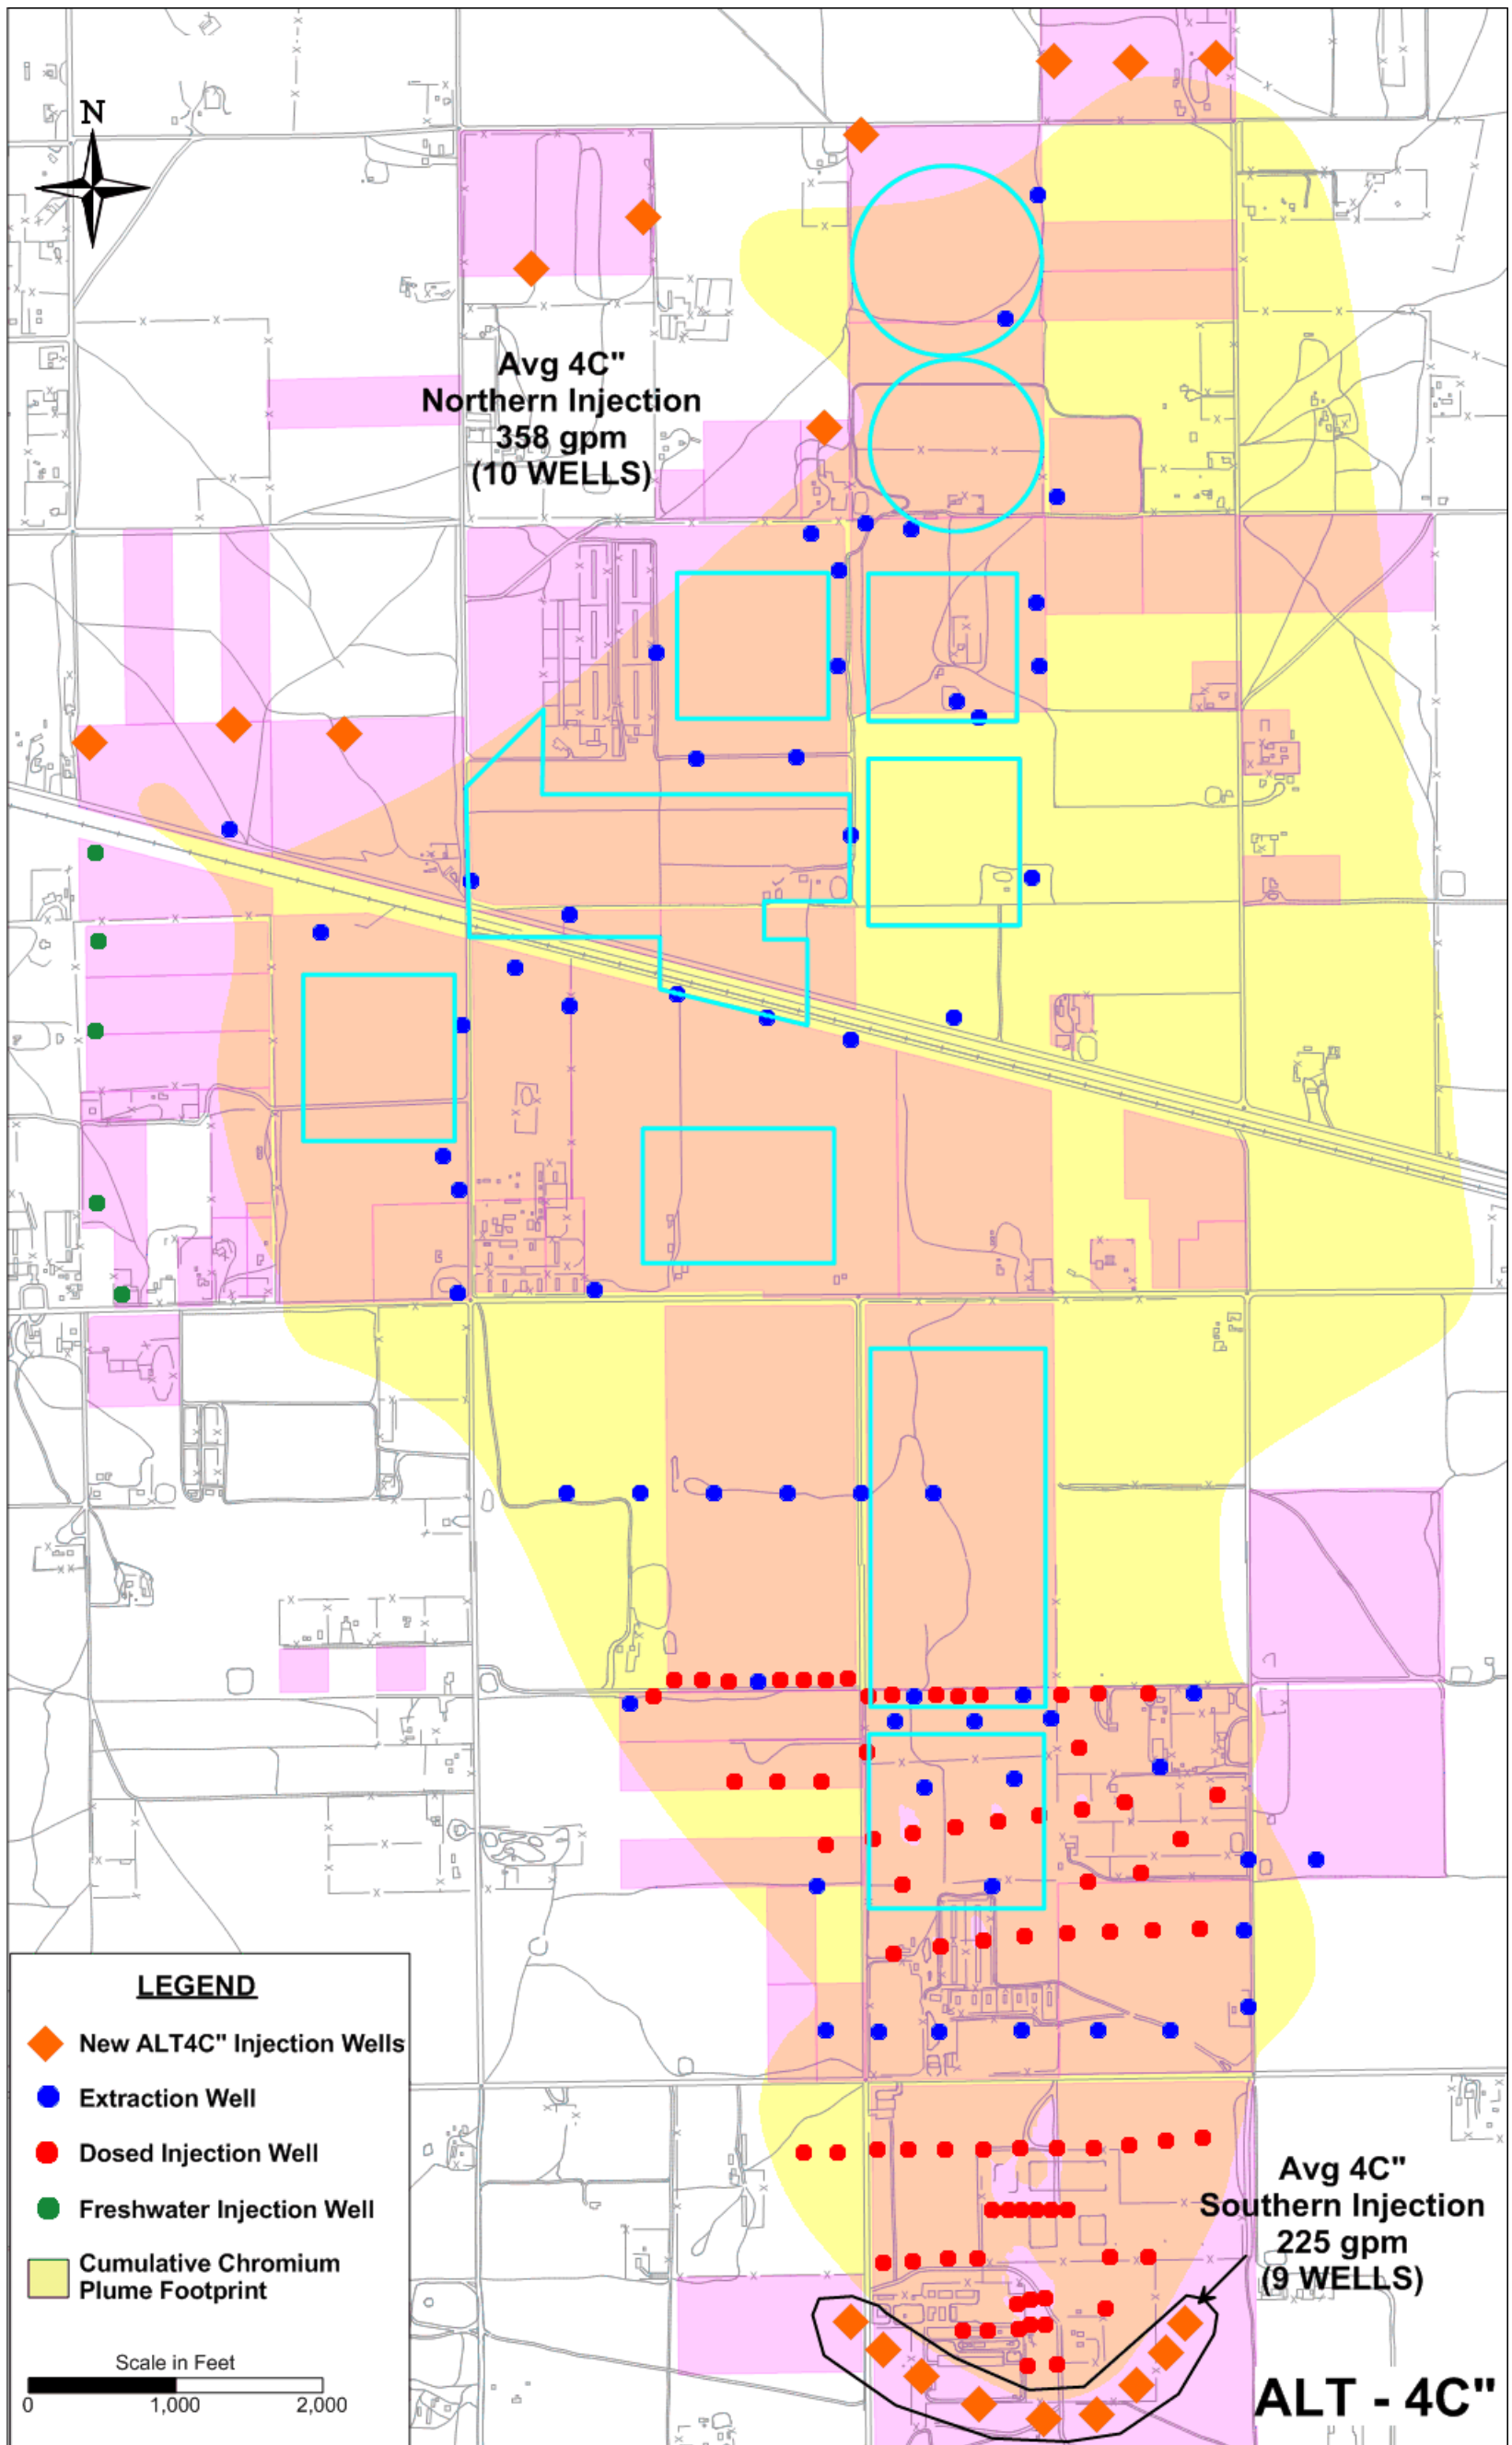 N
Avg 4C"
Northern Injection
358 gpm
(10 WELLS)
LEGEND
New ALT4C" Injection Wells
Extraction Well
Dosed Injection Well
Freshwater Injection Well
Cumulative Chromium
Plume Footprint
Scale in Feet
0 1,000 2,000
Avg 4C"
Southern Injection
225 gpm
(9 WELLS)
ALT - 4C"